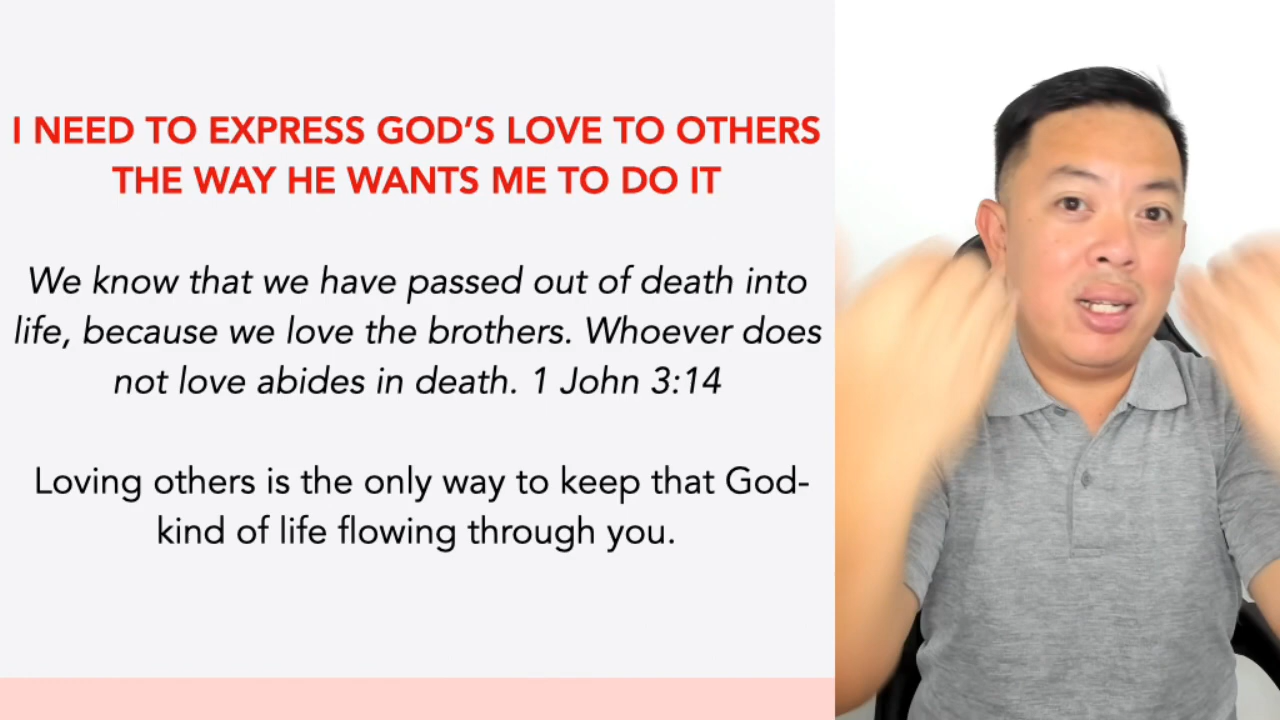 I NEED TO EXPRESS GOD’S LOVE TO OTHERS
THE WAY HE WANTS ME TO DO IT
We know that we have passed out of death into
life, because we love the brothers. Whoever does
not love abides in death. 1 John 3:14
Loving others is the only way to keep that God-
kind of life flowing through you.